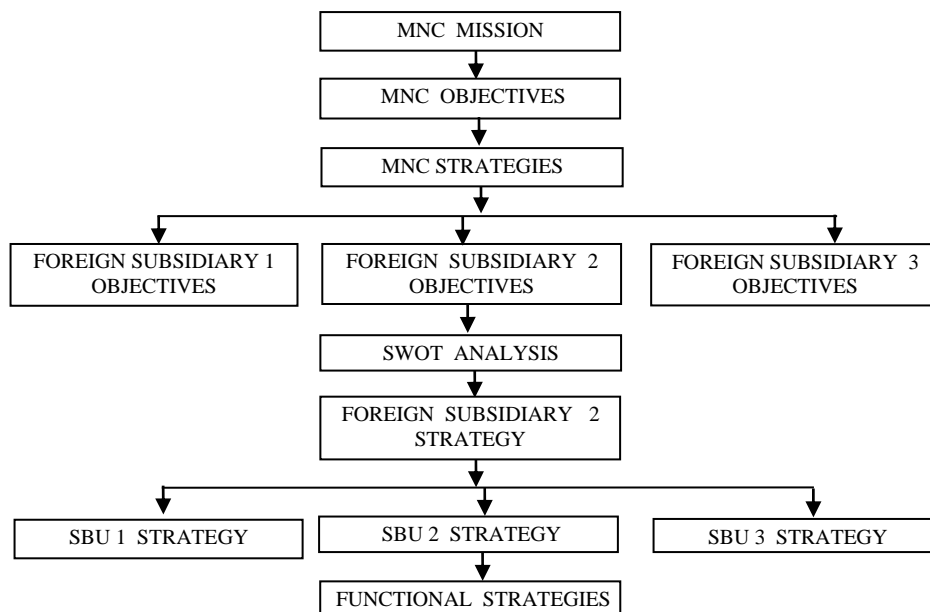 MNC MISSION
MNC OBJECTIVES
MNC STRATEGIES
FOREIGN SUBSIDIARY 1
OBJECTIVES
FOREIGN SUBSIDIARY 2
OBJECTIVES
FOREIGN SUBSIDIARY 3
OBJECTIVES
SWOT ANALYSIS
FOREIGN SUBSIDIARY 2
STRATEGY
SBU 1 STRATEGY
SBU 2 STRATEGY
SBU 3 STRATEGY
FUNCTIONAL STRATEGIES